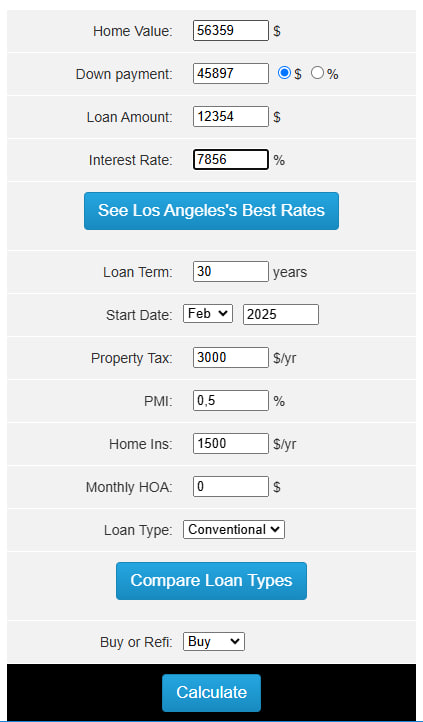 Home Value: 56359 $
Down payment: 45897 $ %
Loan Amount: 12354 $
Interest Rate: 7856 %
See Los Angeles's Best Rates
Loan Term: 30 years
Start Date: Feb 2025
Property Tax: 3000 $/yr
PMI: 0,5 %
Home Ins: 1500 $/yr
Monthly HOA: 0 $
Loan Type: Conventional
Compare Loan Types
Buy or Refi: Buy
Calculate